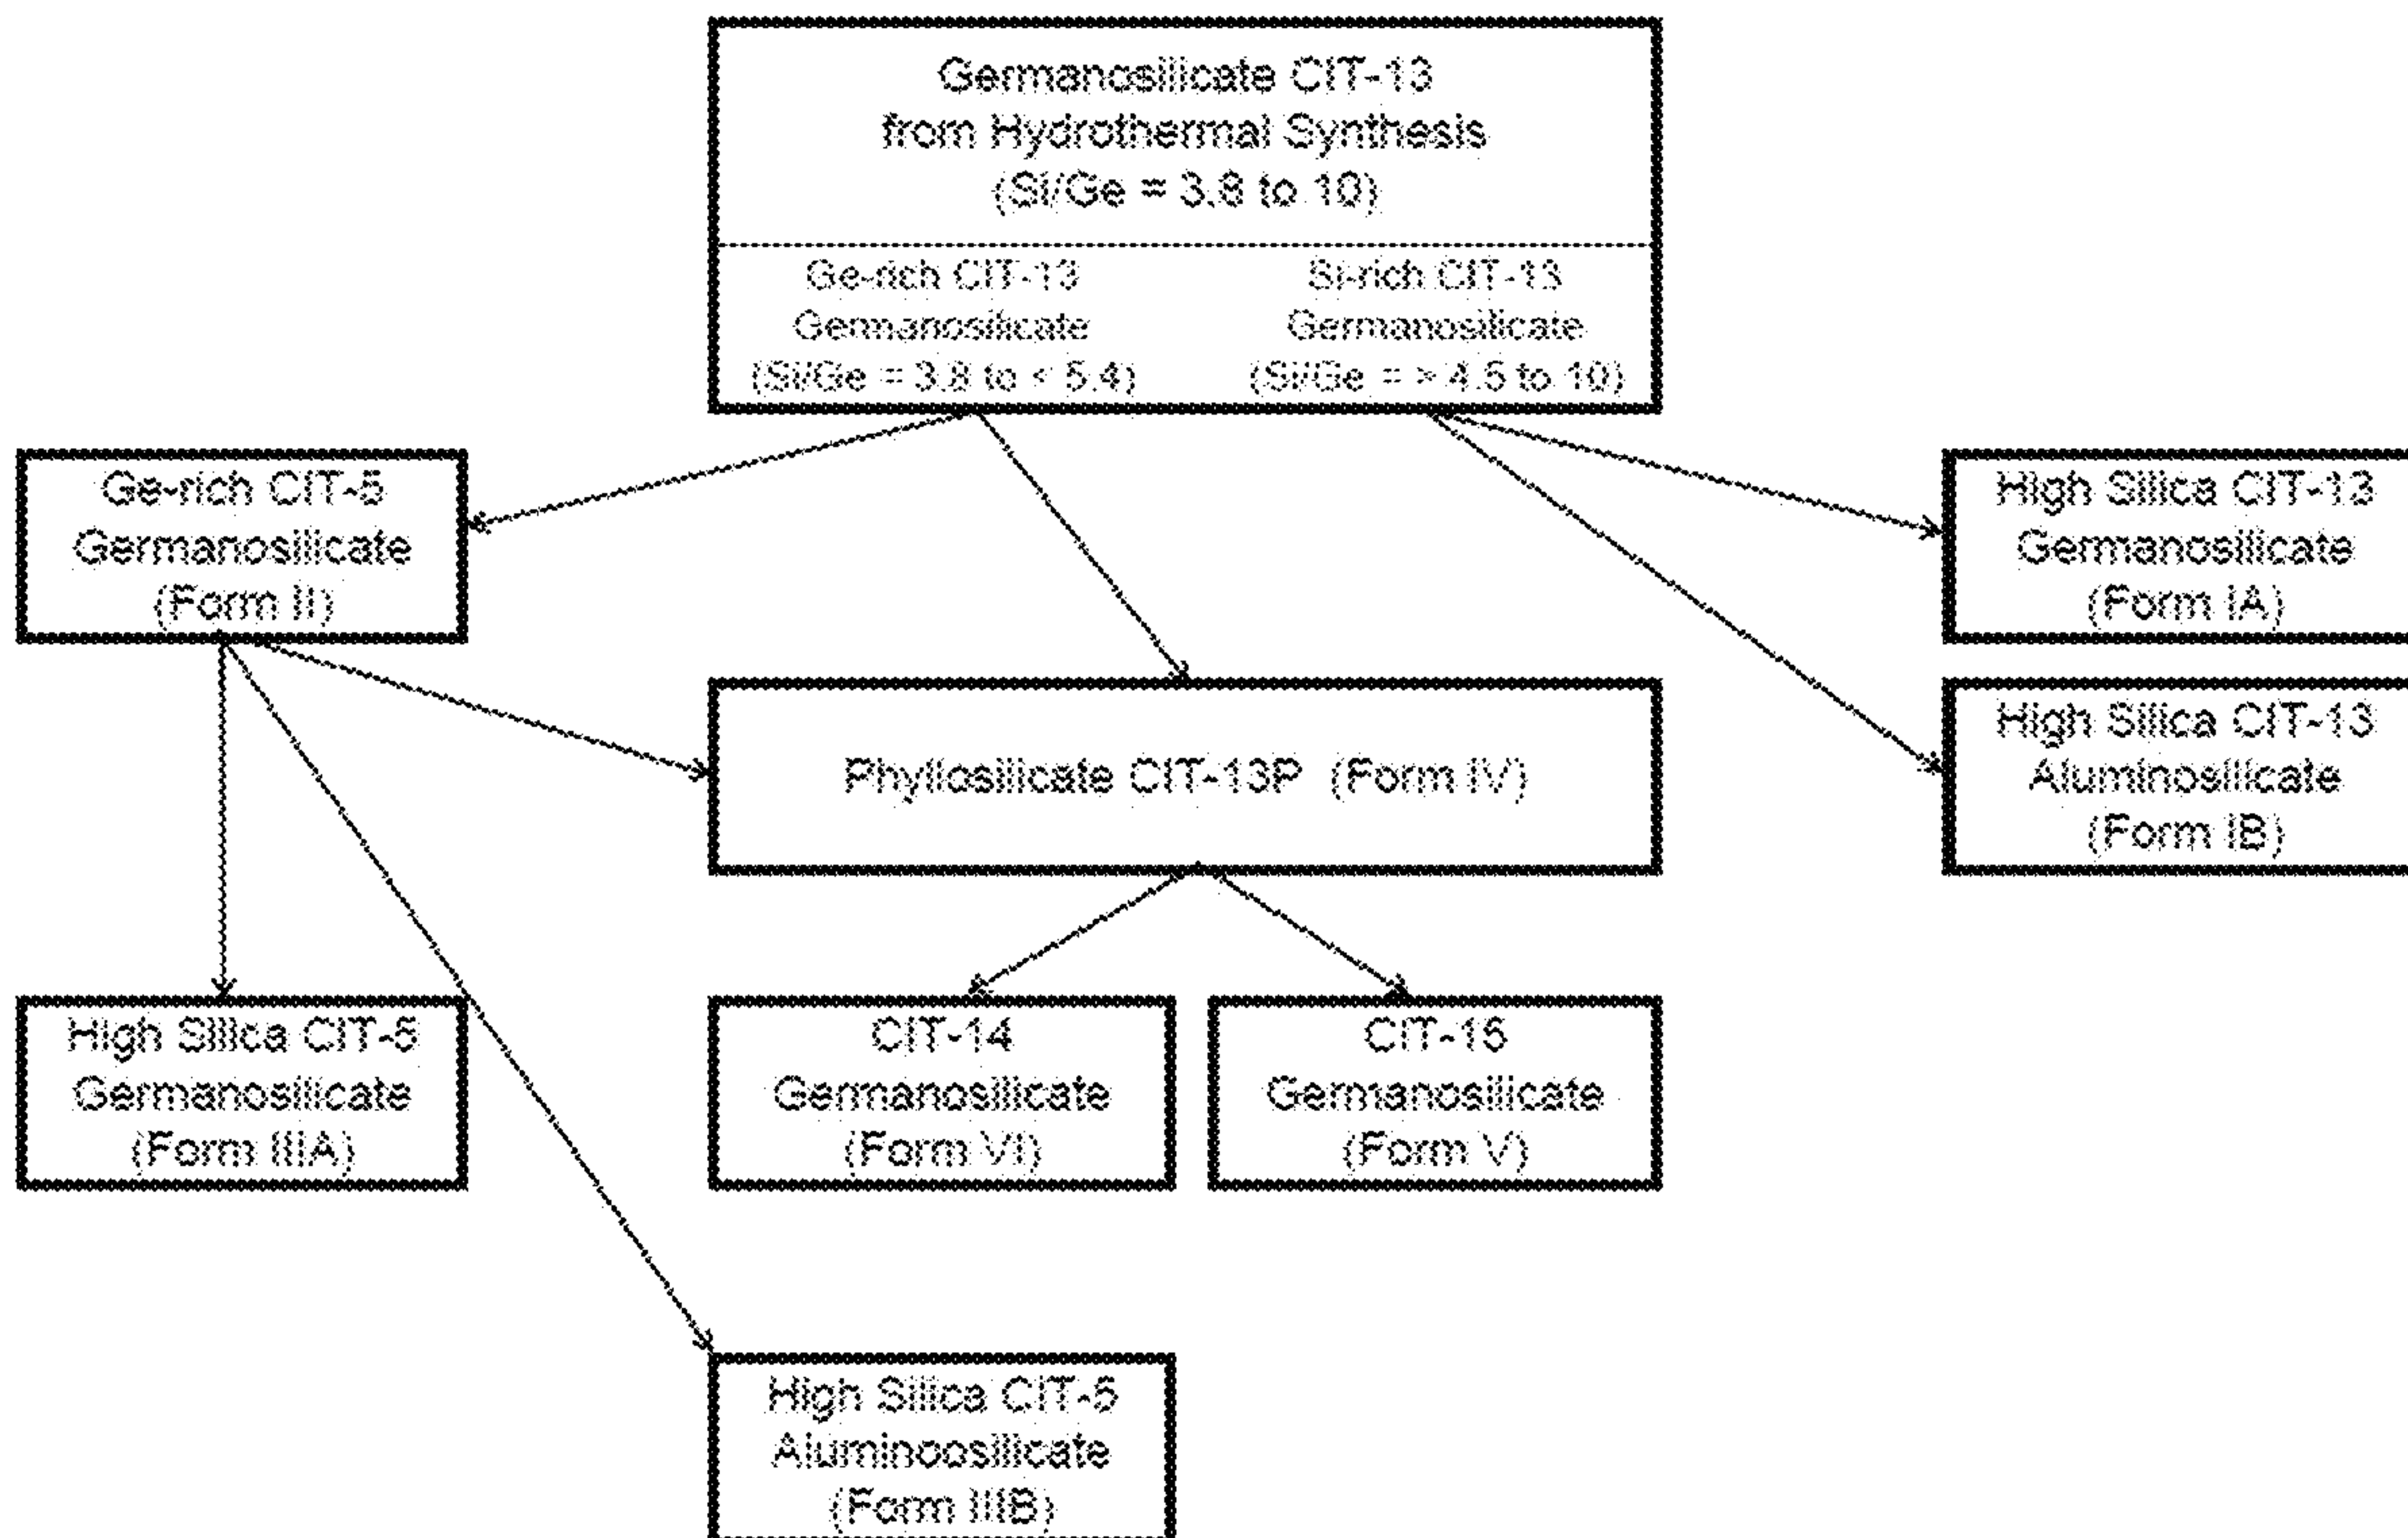 Germanosilicate CIT-13
from Hydrothermal Synthesis
(Si/Ge = 3.8 to 10)
Ge-rich CIT-13
Germanosilicate
(Si/Ge = 3.8 to < 5.4)
Si-rich CIT-13
Germanosilicate
(Si/Ge = > 4.5 to 10)
Ge-rich CIT-5
Germanosilicate
(Form II)
High Silica CIT-13
Germanosilicate
(Form IA)
Phyllosilicate CIT-13P (Form IV)
High Silica CIT-13
Aluminosilicate
(Form IB)
High Silica CIT-5
Germanosilicate
(Form IIIA)
CIT-14
Germanosilicate
(Form VI)
CIT-15
Germanosilicate
(Form V)
High Silica CIT-5
Aluminoosilicate
(Form IIIB)